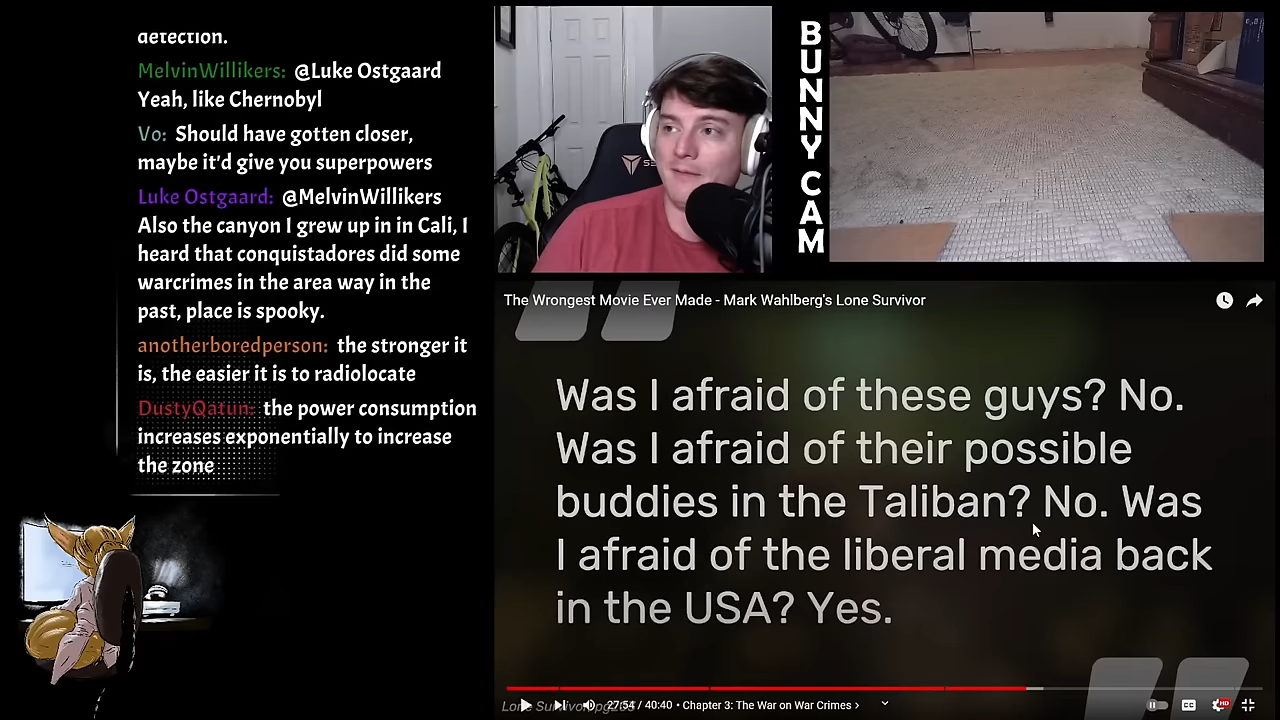 detection.
MelvinWillikers: @Luke Ostgaard
Yeah, like Chernobyl
Vo: Should have gotten closer,
maybe it'd give you superpowers
Luke Ostgaard: @MelvinWillikers
Also the canyon I grew up in in Cali, I
heard that conquistadores did some
warcrimes in the area way in the
past, place is spooky.
anotherboredperson: the stronger it
is, the easier it is to radiolocate
DustyQatun: the power consumption
increases exponentially to increase
the zone
BUNNY CAM
The Wrongest Movie Ever Made - Mark Wahlberg's Lone Survivor
Was I afraid of these guys? No.
Was I afraid of their possible
buddies in the Taliban? No. Was
I afraid of the liberal media back
in the USA? Yes.
27:54 / 40:40 • Chapter 3: The War on War Crimes ›
CC
HD